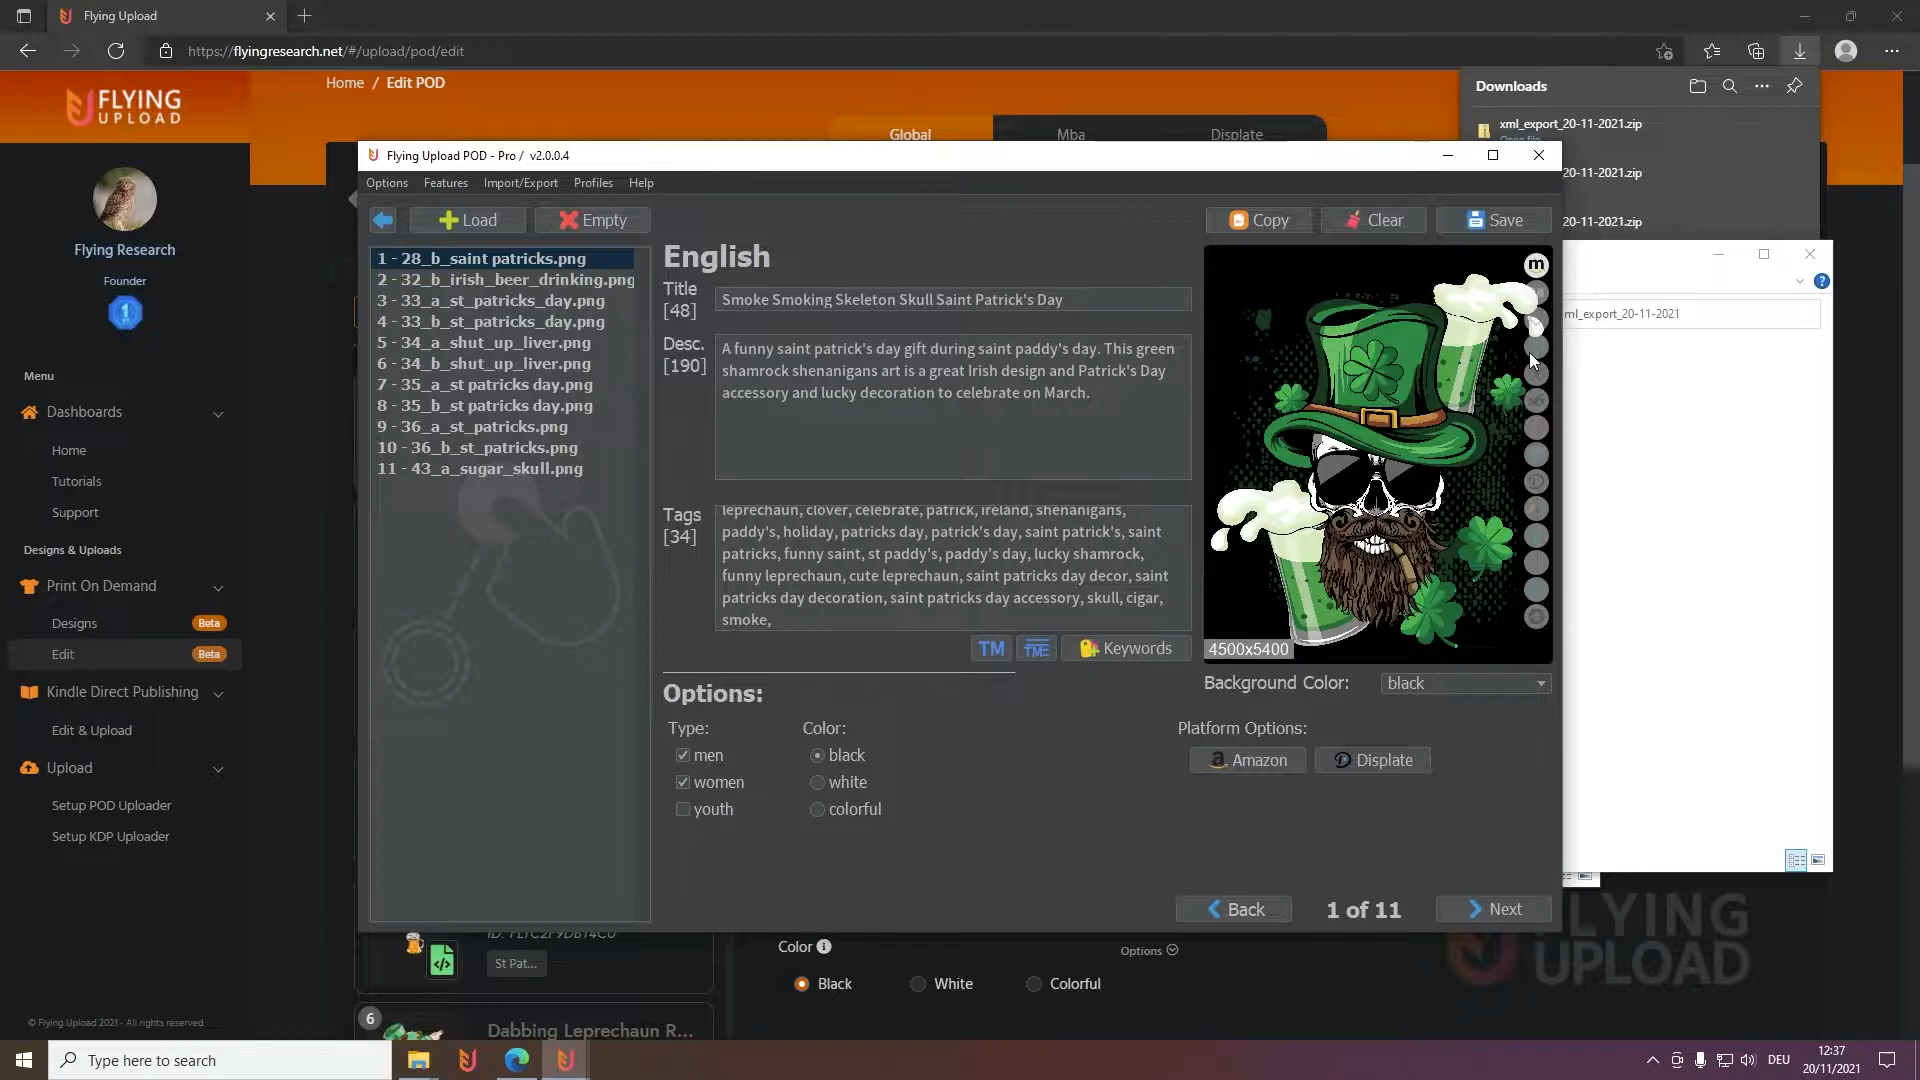 Flying Upload
https://flyingresearch.net/#/upload/pod/edit
FLYING
UPLOAD
Home / Edit POD
Global
Mba
Displate
Downloads
xml_export_20-11-2021.zip
Open file
20-11-2021.zip
20-11-2021.zip
Flying Research
Founder
1
Menu
Dashboards
Home
Tutorials
Support
Designs & Uploads
Print On Demand
Designs
Beta
Edit
Beta
Kindle Direct Publishing
Edit & Upload
Upload
Setup POD Uploader
Setup KDP Uploader
© Flying Upload 2021 - All rights reserved
Flying Upload POD - Pro / v2.0.0.4
Options
Features
Import/Export
Profiles
Help
Load
Empty
Copy
Clear
Save
1 - 28_b_saint patricks.png
2 - 32_b_irish_beer_drinking.png
3 - 33_a_st_patricks_day.png
4 - 33_b_st_patricks_day.png
5 - 34_a_shut_up_liver.png
6 - 34_b_shut_up_liver.png
7 - 35_a_st patricks day.png
8 - 35_b_st patricks day.png
9 - 36_a_st_patricks.png
10 - 36_b_st_patricks.png
11 - 43_a_sugar_skull.png
English
Title
[48]
Smoke Smoking Skeleton Skull Saint Patrick's Day
Desc.
[190]
A funny saint patrick's day gift during saint paddy's day. This green
shamrock shenanigans art is a great Irish design and Patrick's Day
accessory and lucky decoration to celebrate on March.
Tags
[34]
leprechaun, clover, celebrate, patrick, ireland, shenanigans,
paddy's, holiday, patricks day, patrick's day, saint patrick's, saint
patricks, funny saint, st paddy's, paddy's day, lucky shamrock,
funny leprechaun, cute leprechaun, saint patricks day decor, saint
patricks day decoration, saint patricks day accessory, skull, cigar,
smoke,
TM
TME
Keywords
m
4500x5400
Background Color:
black
Options:
Type:
men
women
youth
Color:
black
white
colorful
Platform Options:
Amazon
Displate
Back
1 of 11
Next
ml_export_20-11-2021
St Pat...
Color
Options
Black
White
Colorful
6
Dabbing Leprechaun R...
FLYING
UPLOAD
Type here to search
DEU
12:37
20/11/2021